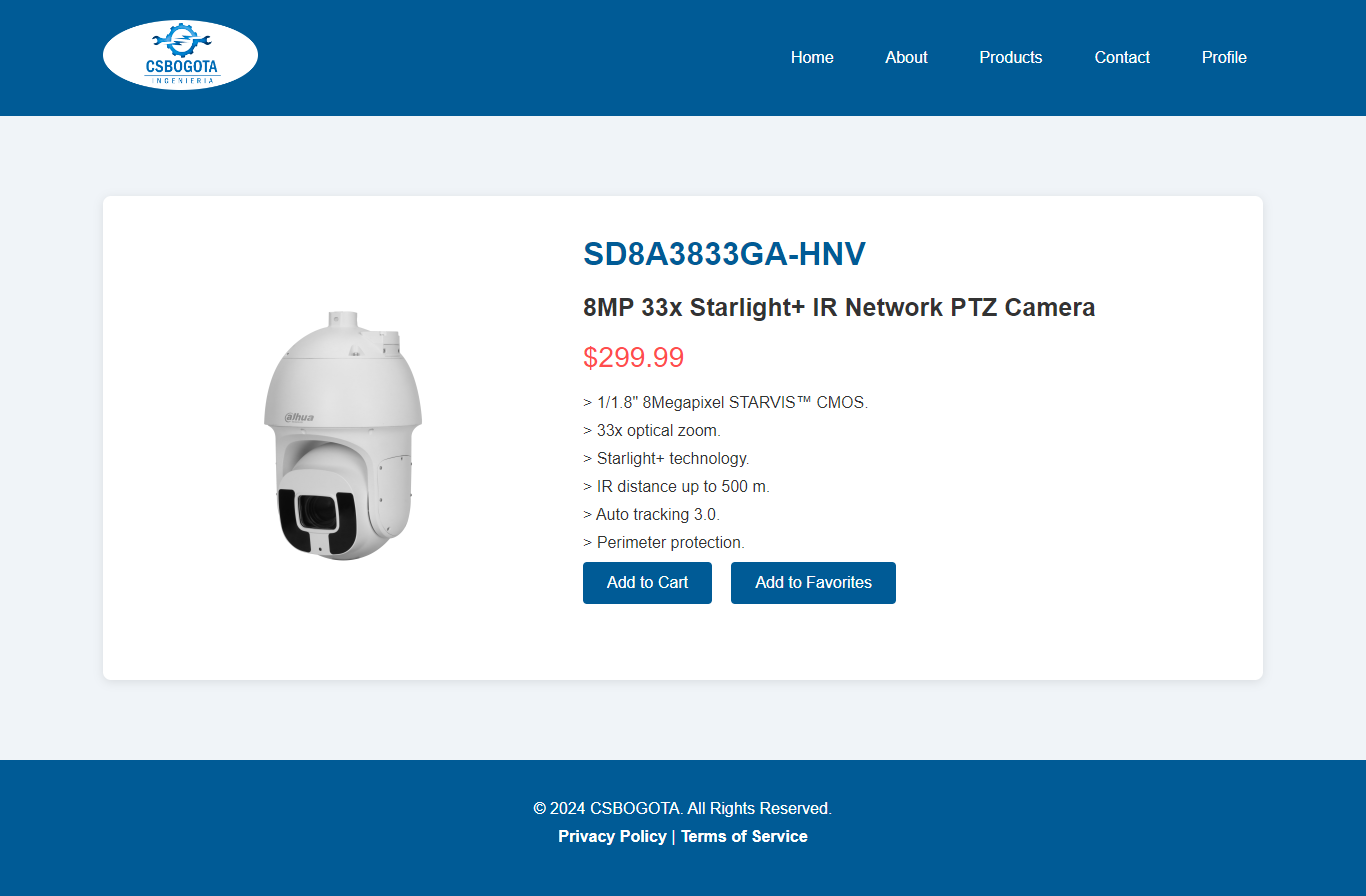 CSBOGOTA
INGENIERIA
Home About Products Contact Profile
SD8A3833GA-HNV
8MP 33x Starlight+ IR Network PTZ Camera
$299.99
alhua
> 1/1.8" 8Megapixel STARVIS™ CMOS.
> 33x optical zoom.
> Starlight+ technology.
> IR distance up to 500 m.
> Auto tracking 3.0.
> Perimeter protection.
Add to Cart Add to Favorites
© 2024 CSBOGOTA. All Rights Reserved.
Privacy Policy | Terms of Service